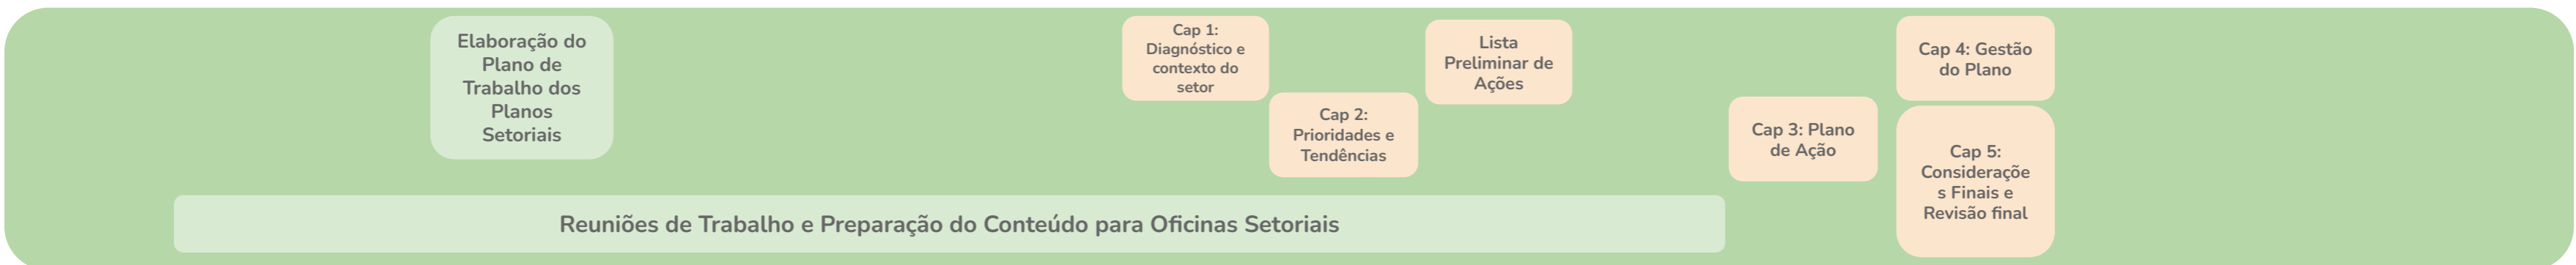 Elaboração do
Plano de
Trabalho dos
Planos
Setoriais
Cap 1:
Diagnóstico e
contexto do
setor
Cap 2:
Prioridades e
Tendências
Lista
Preliminar de
Ações
Cap 3: Plano
de Ação
Cap 4: Gestão
do Plano
Cap 5:
Consideraçõe
s Finais e
Revisão final
Reuniões de Trabalho e Preparação do Conteúdo para Oficinas Setoriais